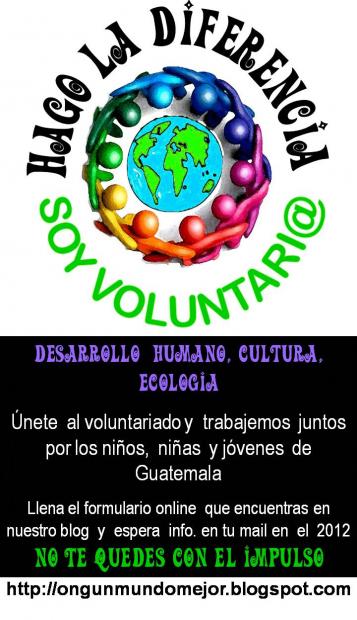 HAGO LA DIFERENCIA
SOY VOLUNTARI@
DESARROLLO HUMANO, CULTURA,
ECOLOGIA
Únete al voluntariado y trabajemos juntos
por los niños, niñas y jóvenes de
Guatemala
Llena el formulario online que encuentras en
nuestro blog y espera info. en tu mail en el 2012
NO TE QUEDES CON EL IMPULSO
http://ongunmundomejor.blogspot.com